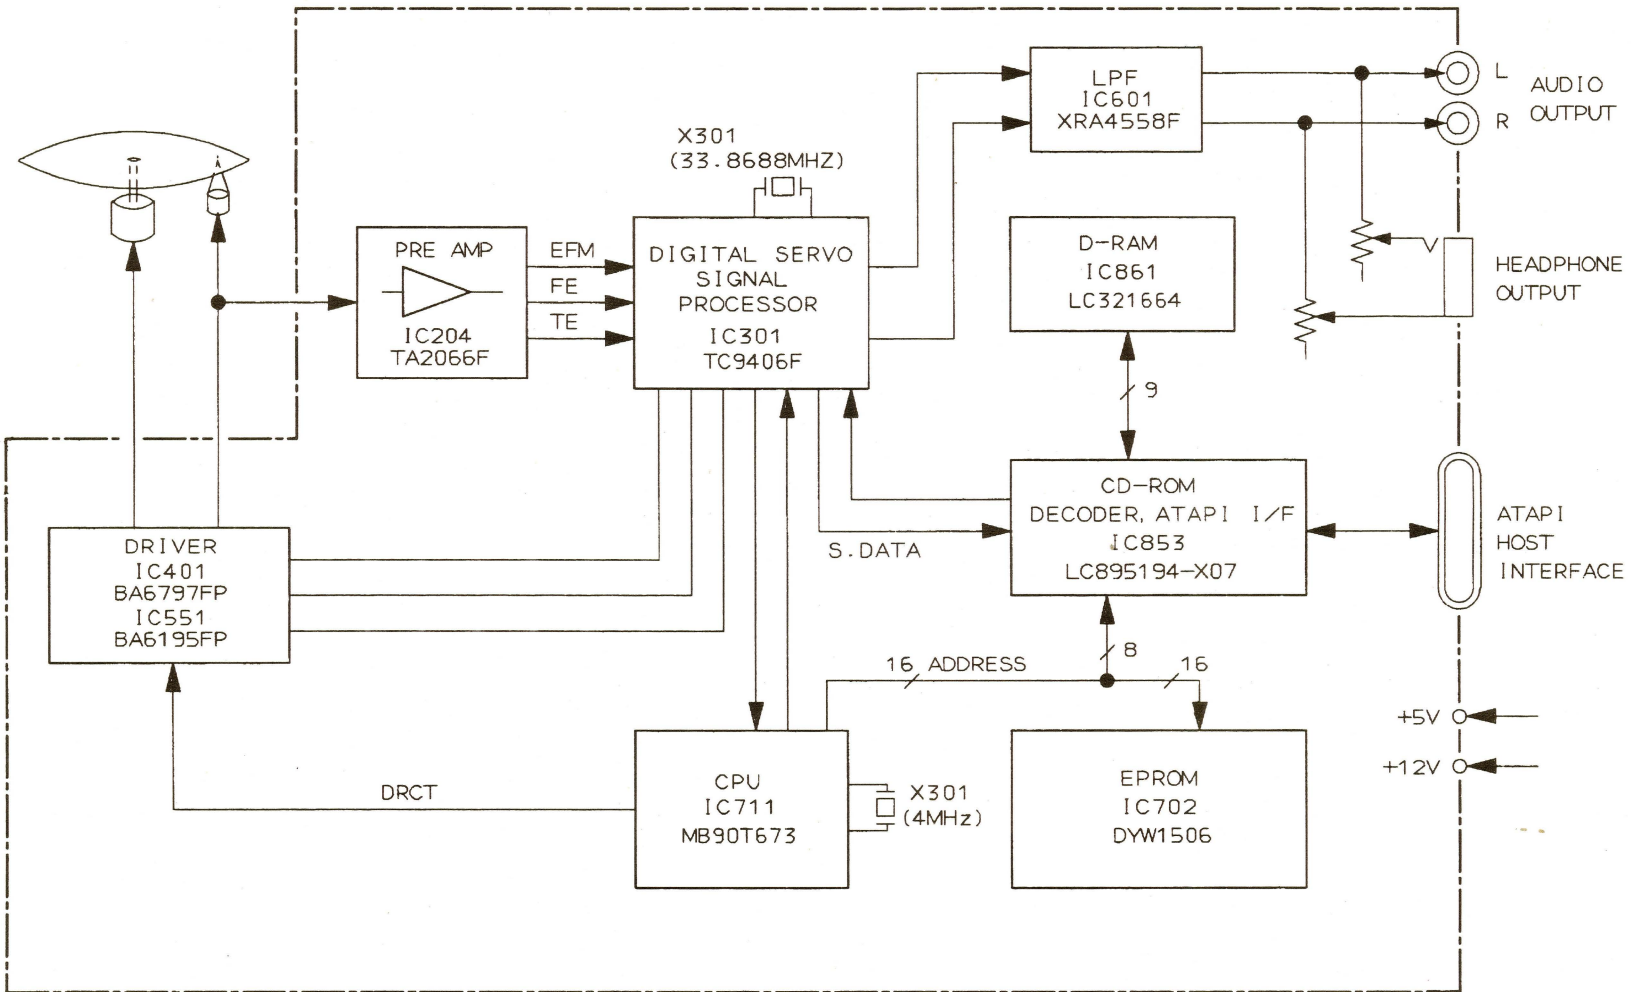 LPF
IC601
XRA4558F
L
R
AUDIO
OUTPUT
X301
(33.8688MHZ)
PRE AMP
IC204
TA2066F
EFM
FE
TE
DIGITAL SERVO
SIGNAL
PROCESSOR
IC301
TC9406F
D-RAM
IC861
LC321664
HEADPHONE
OUTPUT
9
CD-ROM
DECODER, ATAPI I/F
IC853
LC895194-X07
S.DATA
ATAPI
HOST
INTERFACE
DRIVER
IC401
BA6797FP
IC551
BA6195FP
8
16 ADDRESS
16
+5V
+12V
DRCT
CPU
IC711
MB90T673
X301
(4MHz)
EPROM
IC702
DYW1506